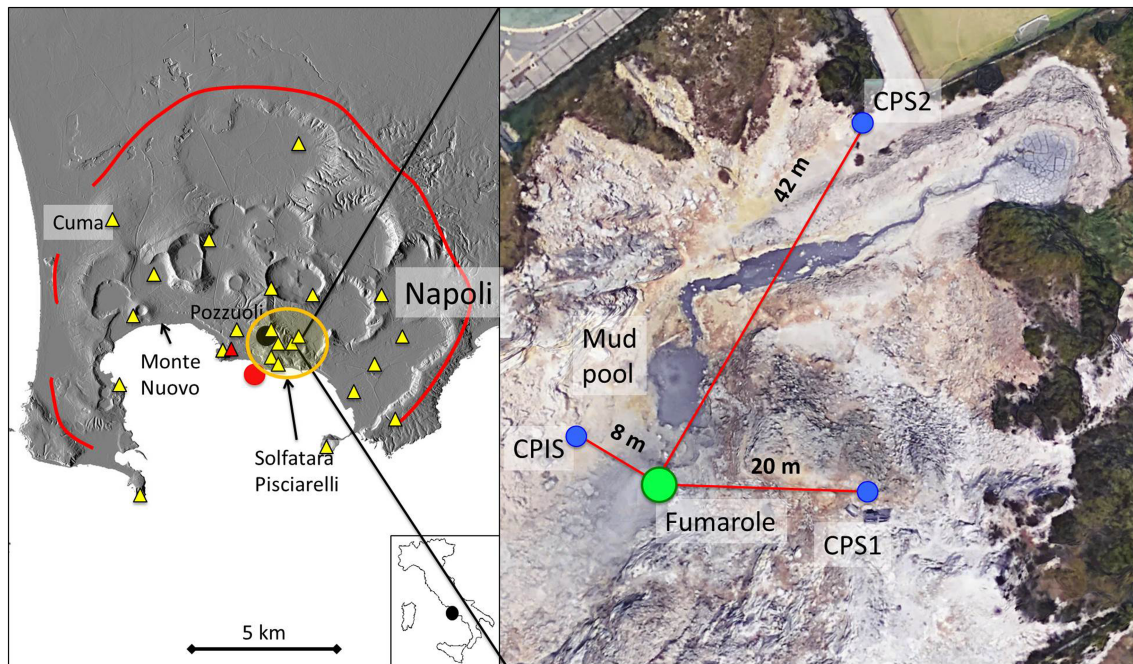 Cuma
Pozzuoli
Napoli
Monte
Nuovo
Solfatara
Pisciarelli
5 km
CPS2
42 m
Mud
pool
CPIS
8 m
20 m
Fumarole
CPS1